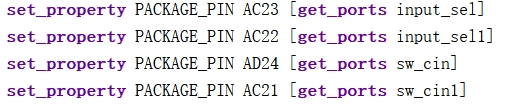 set_property PACKAGE_PIN AC23 [get_ports input_sel]
set_property PACKAGE_PIN AC22 [get_ports input_sel1]
set_property PACKAGE_PIN AD24 [get_ports sw_cin]
set_property PACKAGE_PIN AC21 [get_ports sw_cin1]